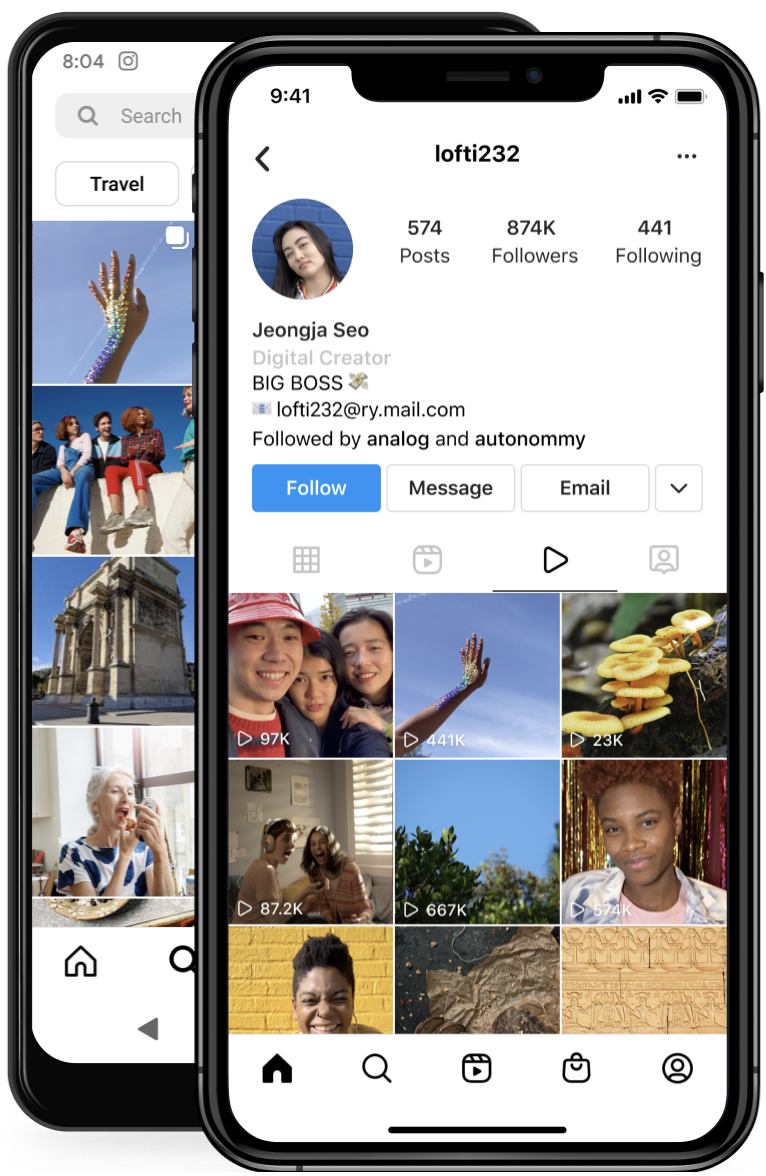 8:04
Search
Travel
9:41
lofti232
574
Posts
874K
Followers
441
Following
Jeongja Seo
Digital Creator
BIG BOSS 💸
📧 lofti232@ry.mail.com
Followed by analog and autonommy
Follow
Message
Email
97K
441K
23K
87.2K
667K
574K